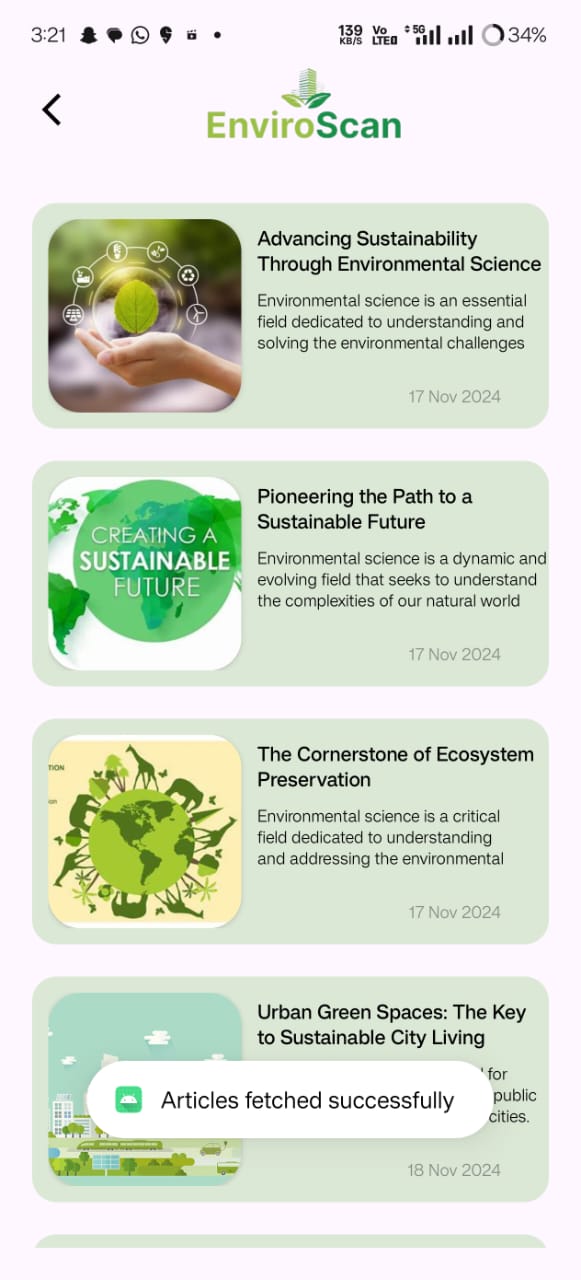 3:21
139 KB/S Vo LTE 5G 34%
EnviroScan
Advancing Sustainability
Through Environmental Science
Environmental science is an essential
field dedicated to understanding and
solving the environmental challenges
17 Nov 2024
CREATING A
SUSTAINABLE
FUTURE
Pioneering the Path to a
Sustainable Future
Environmental science is a dynamic and
evolving field that seeks to understand
the complexities of our natural world
17 Nov 2024
TION
on
The Cornerstone of Ecosystem
Preservation
Environmental science is a critical
field dedicated to understanding
and addressing the environmental
17 Nov 2024
Urban Green Spaces: The Key
to Sustainable City Living
for
public
cities.
Articles fetched successfully
18 Nov 2024